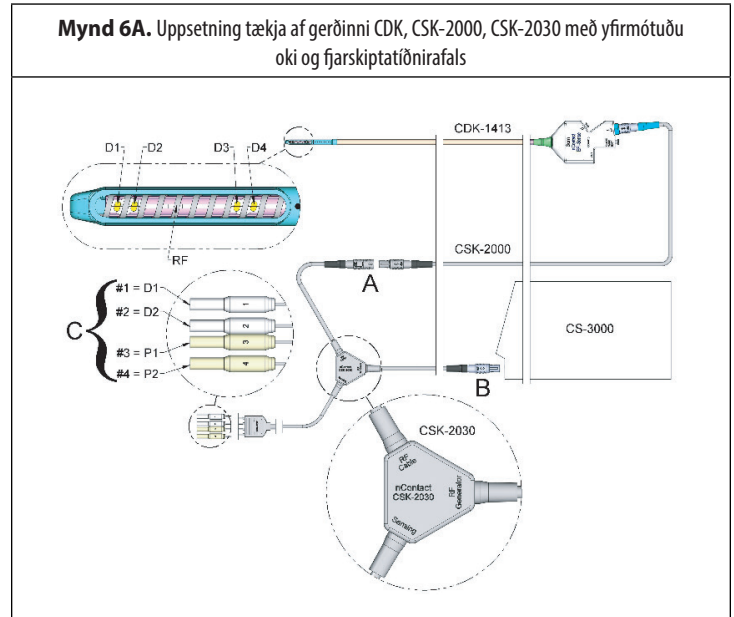 Mynd 6A. Uppsetning tækja af gerðinni CDK, CSK-2000, CSK-2030 með yfirmótuðu
oki og fjarskiptatíðnirafals
D1
D2
D3
D4
RF
CDK-1413
CSK-2000
A
CS-3000
B
C
#1 = D1
#2 = D2
#3 = P1
#4 = P2
1
2
3
4
CSK-2030
RF
Cable
nContact
CSK-2030
RF
Generator
Sensing